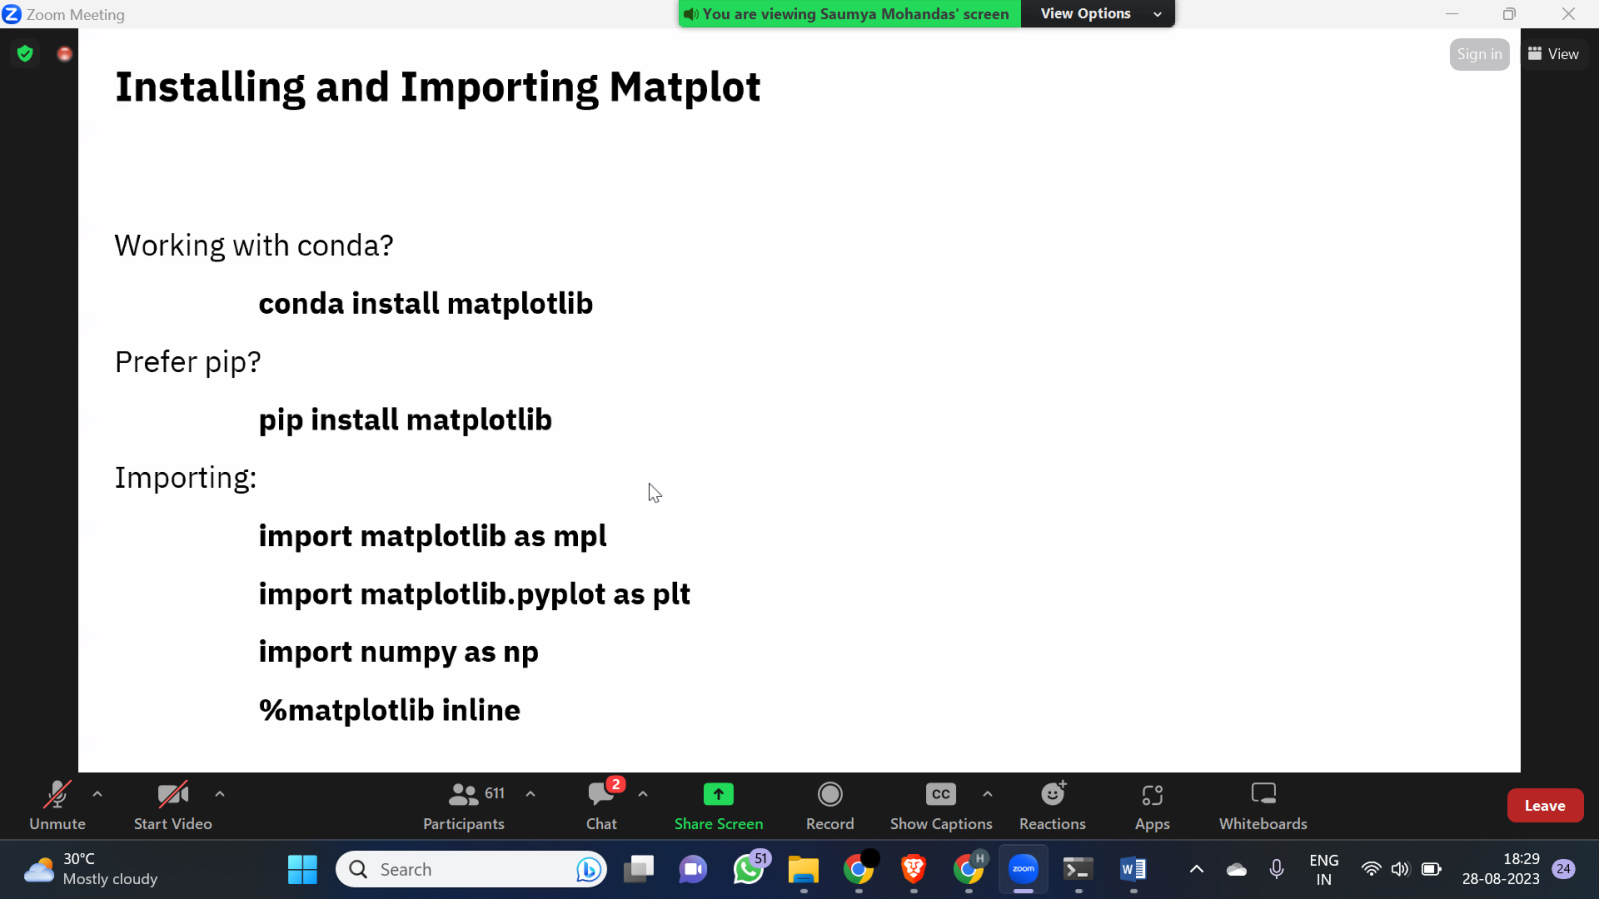 Zoom Meeting
You are viewing Saumya Mohandas' screen
View Options
Sign in
View
Installing and Importing Matplot
Working with conda?
conda install matplotlib
Prefer pip?
pip install matplotlib
Importing:
import matplotlib as mpl
import matplotlib.pyplot as plt
import numpy as np
%matplotlib inline
Unmute
Start Video
611
Participants
2
Chat
Share Screen
Record
CC
Show Captions
Reactions
Apps
Whiteboards
Leave
30°C
Mostly cloudy
Search
51
H
zoom
W
ENG
IN
18:29
28-08-2023
24